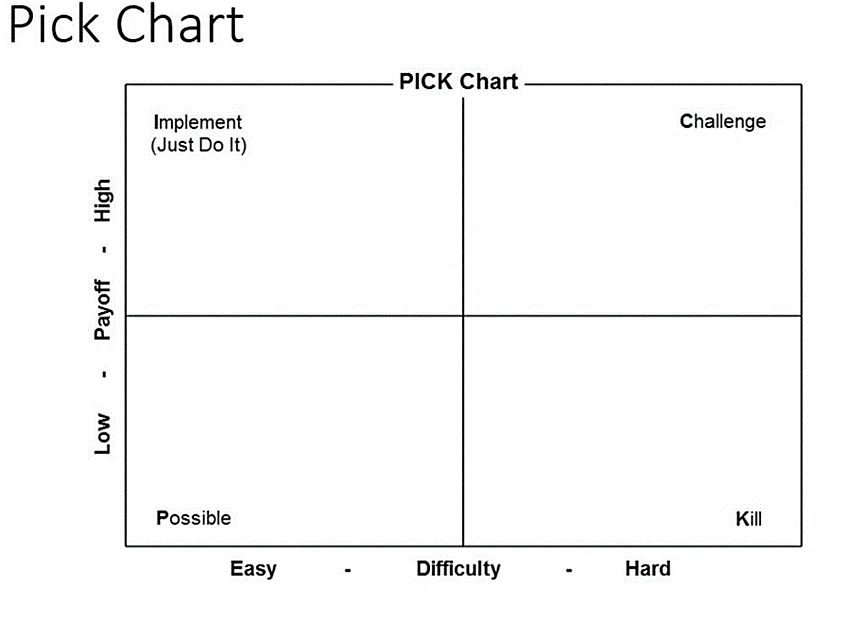 Pick Chart
PICK Chart
Implement
(Just Do It)
Challenge
Low - Payoff - High
Possible
Kill
Easy - Difficulty - Hard